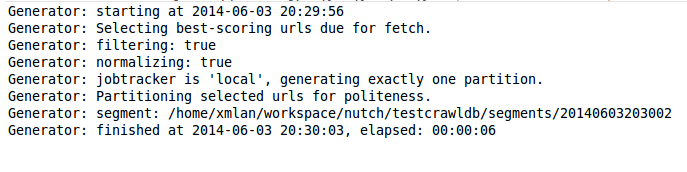 Generator: starting at 2014-06-03 20:29:56
Generator: Selecting best-scoring urls due for fetch.
Generator: filtering: true
Generator: normalizing: true
Generator: jobtracker is 'local', generating exactly one partition.
Generator: Partitioning selected urls for politeness.
Generator: segment: /home/xmlan/workspace/nutch/testcrawldb/segments/20140603203002
Generator: finished at 2014-06-03 20:30:03, elapsed: 00:00:06